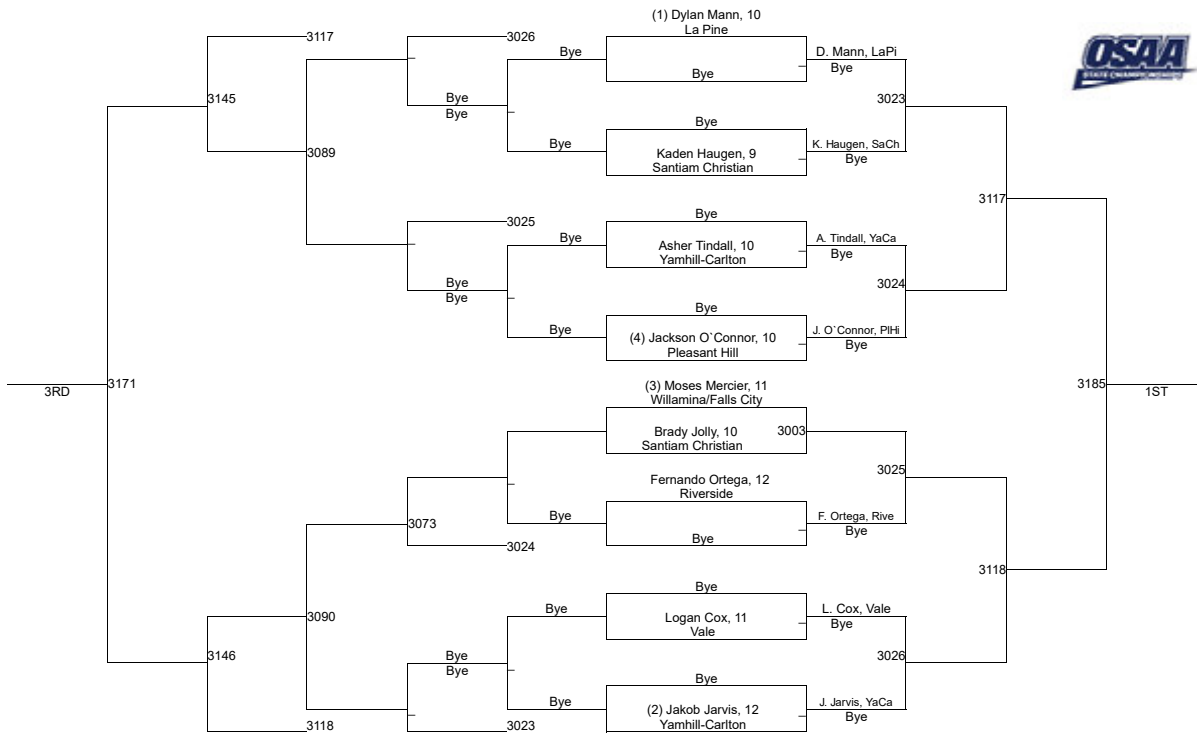 (1) Dylan Mann, 10
La Pine
3117
3026
Bye
D. Mann, LaPi
Bye
Bye
OSAA
STATE CHAMPIONSHIPS
3145
Bye
Bye
3023
Bye
Bye
K. Haugen, SaCh
Bye
3089
Kaden Haugen, 9
Santiam Christian
3117
3025
Bye
Bye
A. Tindall, YaCa
Bye
Asher Tindall, 10
Yamhill-Carlton
Bye
Bye
3024
Bye
Bye
J. O`Connor, PlHi
Bye
(4) Jackson O`Connor, 10
Pleasant Hill
3RD
3171
(3) Moses Mercier, 11
Willamina/Falls City
3185
1ST
Brady Jolly, 10
Santiam Christian
3003
3025
Fernando Ortega, 12
Riverside
3073
Bye
F. Ortega, Rive
Bye
Bye
3024
3118
Bye
Bye
L. Cox, Vale
Bye
3090
Logan Cox, 11
Vale
3146
Bye
Bye
3026
Bye
Bye
J. Jarvis, YaCa
Bye
(2) Jakob Jarvis, 12
Yamhill-Carlton
3118
3023